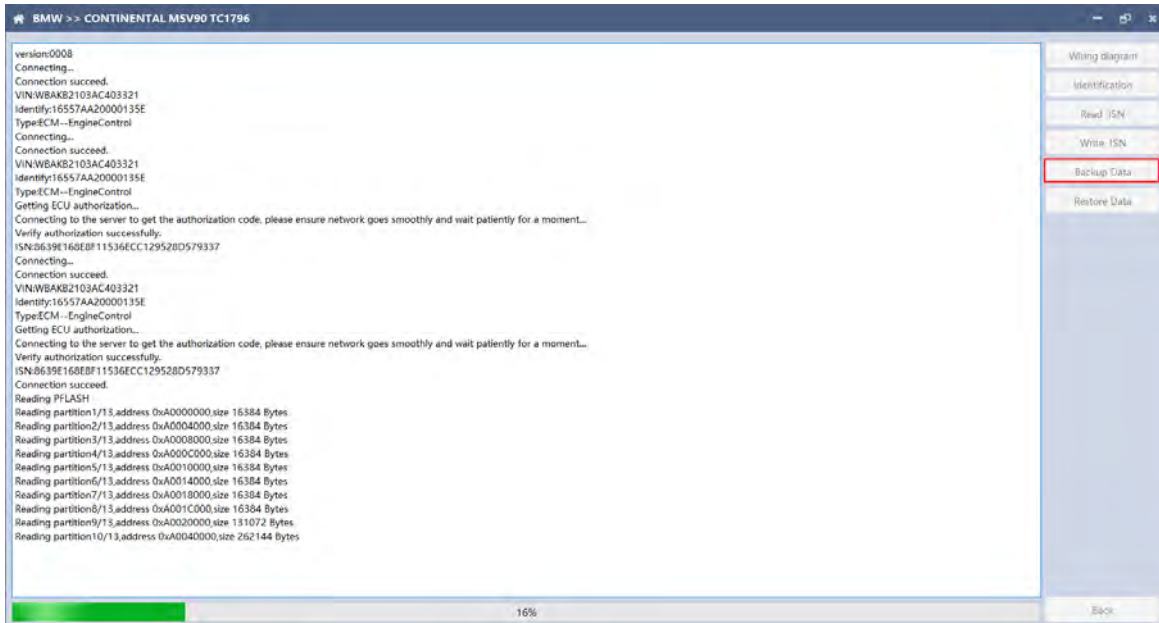 BMW >> CONTINENTAL MSV90 TC1796
version:0008
Connecting...
Connection succeed.
VIN:WBAKB2103AC403321
Identify:16557AA20000135E
Type:ECM--EngineControl
Connecting...
Connection succeed.
VIN:WBAKB2103AC403321
Identify:16557AA20000135E
Type:ECM--EngineControl
Getting ECU authorization...
Connecting to the server to get the authorization code, please ensure network goes smoothly and wait patiently for a moment...
Verify authorization successfully.
ISN:8639E168E8F11536ECC129528D579337
Connecting...
Connection succeed.
VIN:WBAKB2103AC403321
Identify:16557AA20000135E
Type:ECM--EngineControl
Getting ECU authorization...
Connecting to the server to get the authorization code, please ensure network goes smoothly and wait patiently for a moment...
Verify authorization successfully.
ISN:8639E168E8F11536ECC129528D579337
Connection succeed.
Reading PFLASH
Reading partition1/13,address 0xA0000000,size 16384 Bytes
Reading partition2/13,address 0xA0004000,size 16384 Bytes
Reading partition3/13,address 0xA0008000,size 16384 Bytes
Reading partition4/13,address 0xA000C000,size 16384 Bytes
Reading partition5/13,address 0xA0010000,size 16384 Bytes
Reading partition6/13,address 0xA0014000,size 16384 Bytes
Reading partition7/13,address 0xA0018000,size 16384 Bytes
Reading partition8/13,address 0xA001C000,size 16384 Bytes
Reading partition9/13,address 0xA0020000,size 131072 Bytes
Reading partition10/13,address 0xA0040000,size 262144 Bytes
16%
Wiring diagram
Identification
Read ISN
Write ISN
Backup Data
Restore Data
Back